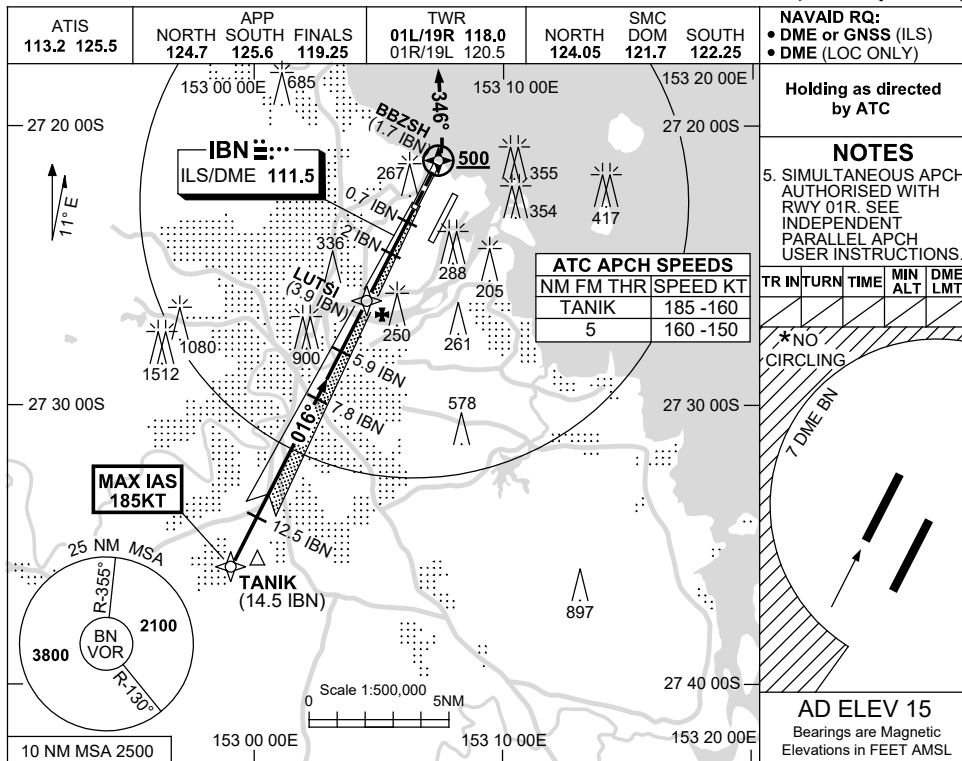 ATIS
113.2 125.5
APP
NORTH SOUTH FINALS
124.7 125.6 119.25
TWR
01L/19R 118.0
01R/19L 120.5
SMC
NORTH DOM SOUTH
124.05 121.7 122.25
NAVAID RQ:
• DME or GNSS (ILS)
• DME (LOC ONLY)
Holding as directed
by ATC
NOTES
5. SIMULTANEOUS APCH
AUTHORISED WITH
RWY 01R. SEE
INDEPENDENT
PARALLEL APCH
USER INSTRUCTIONS.
TR IN TURN TIME MIN ALT DME LMT
*NO
CIRCLING
7 DME BN
AD ELEV 15
Bearings are Magnetic
Elevations in FEET AMSL
153 00 00E
153 10 00E
153 20 00E
27 20 00S
27 20 00S
685
346°
BBZSH
(1.7 IBN)
500
IBN
ILS/DME 111.5
267
355
354
417
11° E
0.7 IBN
2 IBN
336
288
205
LUTSI
(3.9 IBN)
250
261
ATC APCH SPEEDS
NM FM THR SPEED KT
TANIK 185 -160
5 160 -150
1080
1512
900
5.9 IBN
7.8 IBN
016°
578
27 30 00S
27 30 00S
MAX IAS
185KT
12.5 IBN
TANIK
(14.5 IBN)
897
25 NM MSA
R-355°
BN
VOR
3800
2100
R-130°
10 NM MSA 2500
Scale 1:500,000
0 5NM
27 40 00S
153 00 00E
153 10 00E
153 20 00E